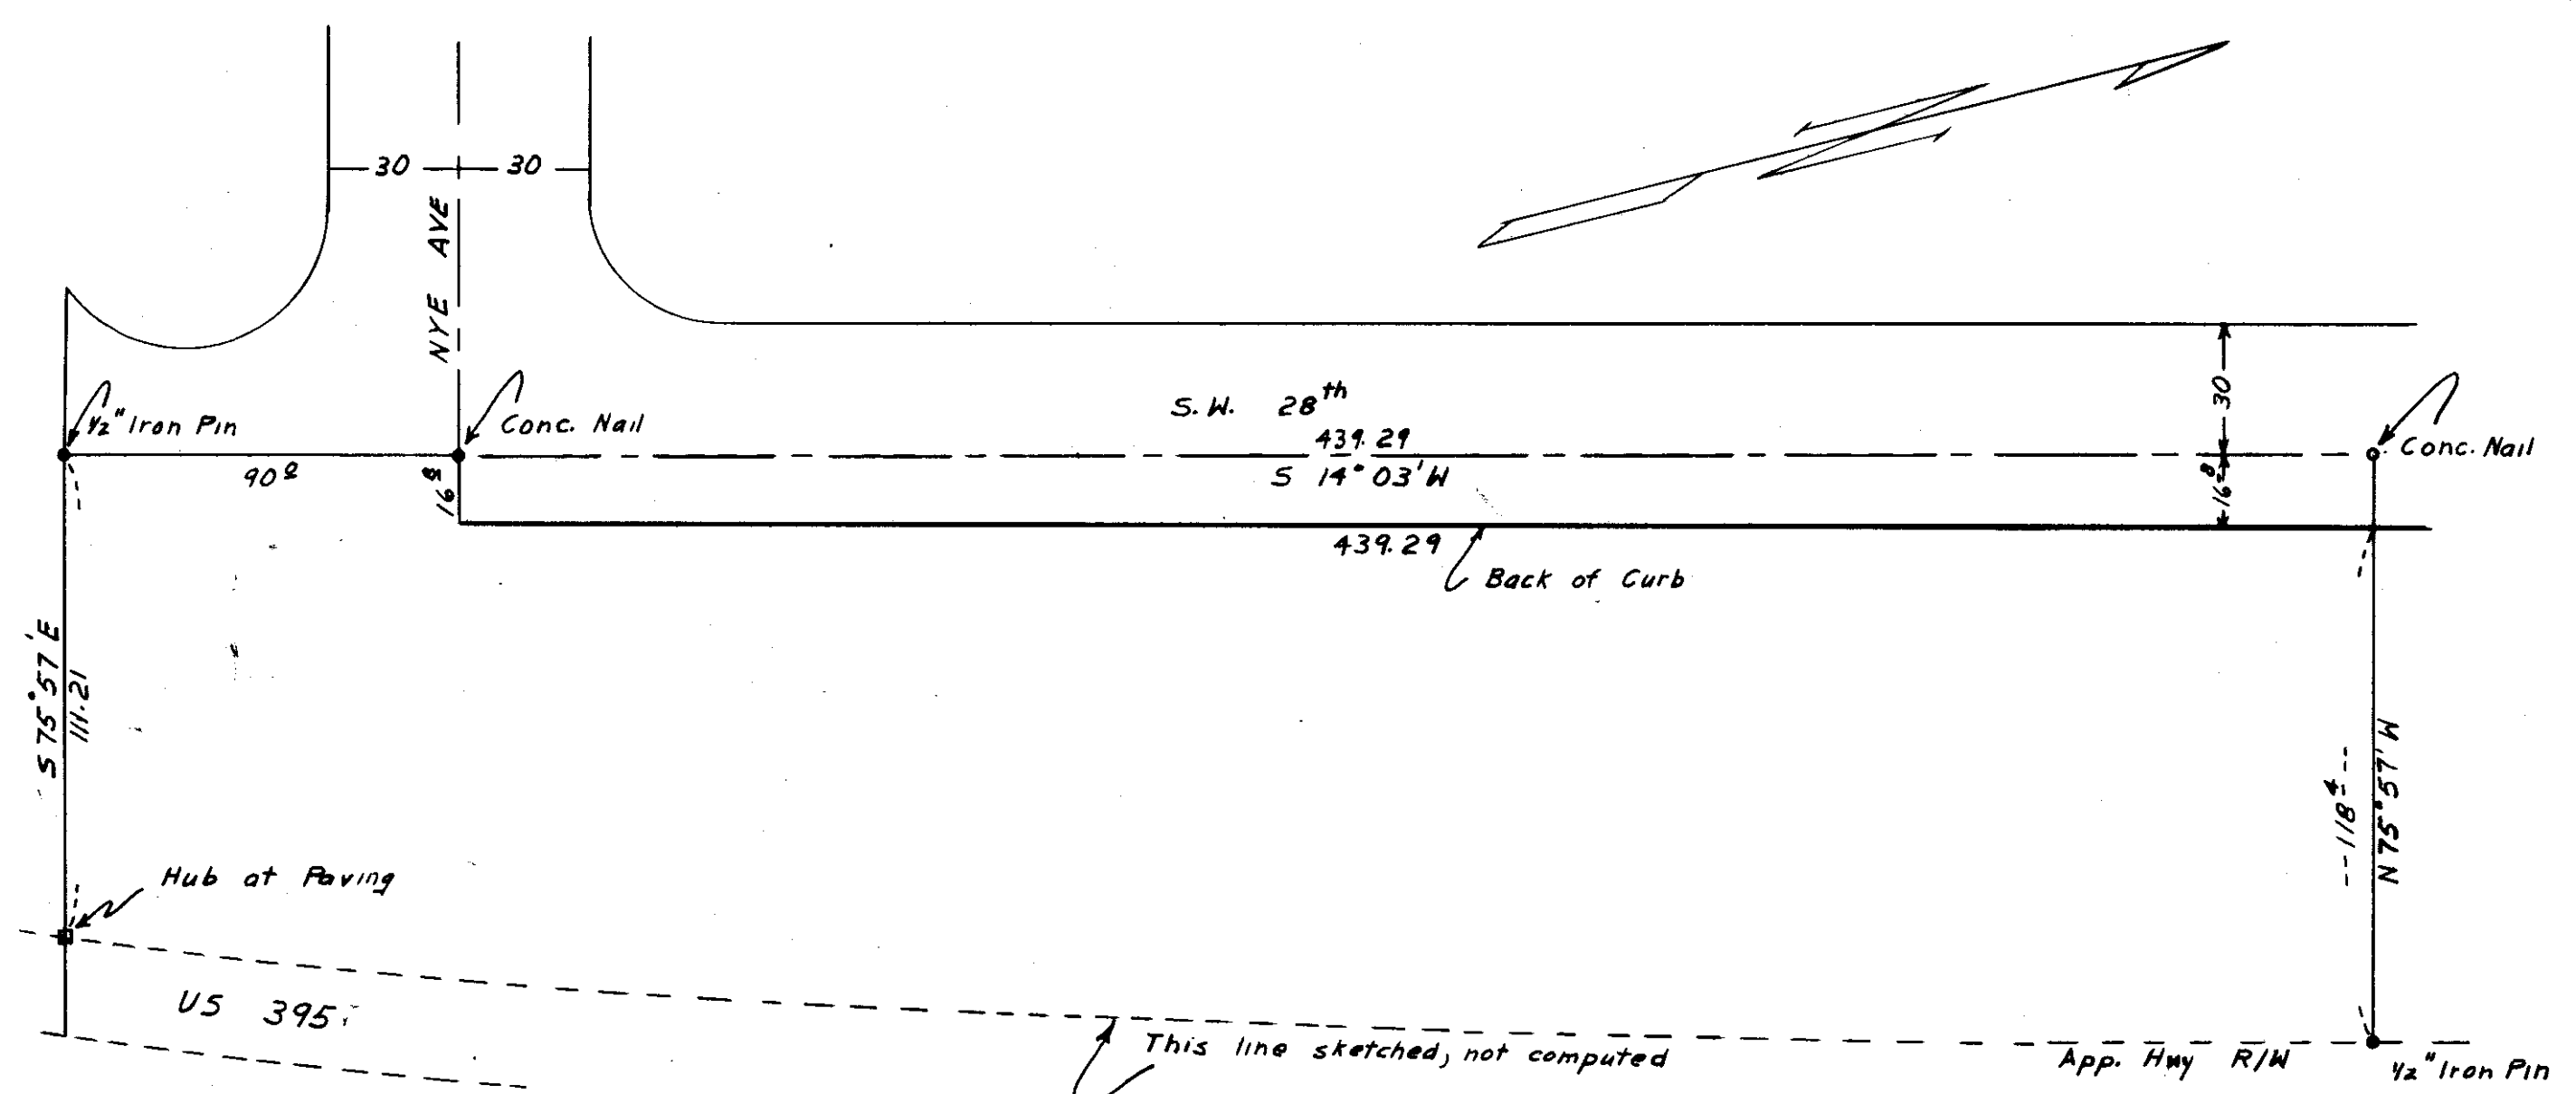 30
30
NYE AVE
1/2" Iron Pin
Conc. Nail
S.W. 28th
439.29
S 14° 03' W
30
Conc. Nail
90.0
16.8
16.8
439.29
Back of Curb
S 75° 57' E
111.21
118.4
N 75° 57' W
Hub at Paving
US 395
This line sketched, not computed
App. Hwy R/W
1/2" Iron Pin